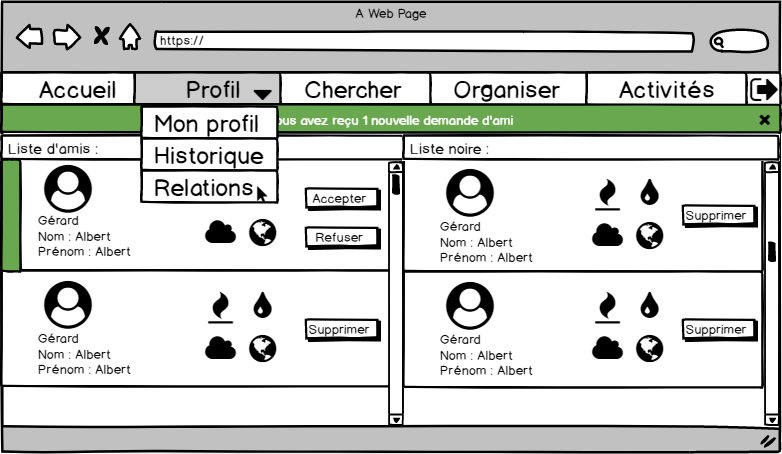 A Web Page
https://
Accueil Profil Chercher Organiser Activités
avez reçu 1 nouvelle demande d'ami
Mon profil
Historique
Relations
Liste d'amis :
Gérard
Nom : Albert
Prénom : Albert
Accepter
Refuser
Gérard
Nom : Albert
Prénom : Albert
Supprimer
Liste noire :
Gérard
Nom : Albert
Prénom : Albert
Supprimer
Gérard
Nom : Albert
Prénom : Albert
Supprimer